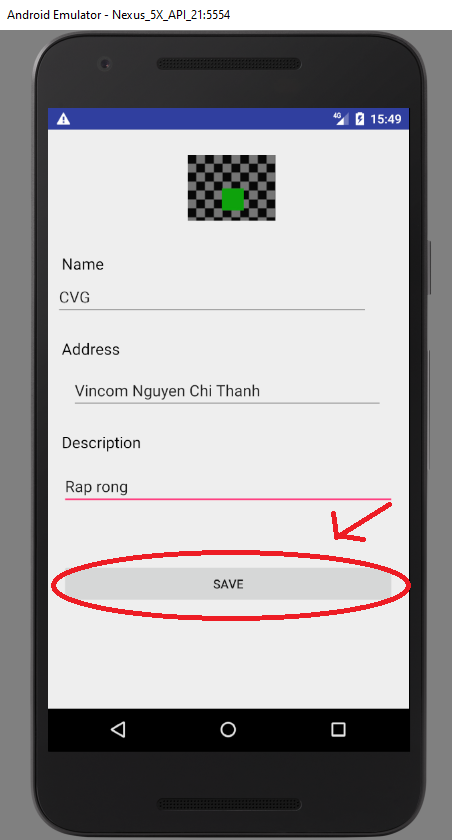 Android Emulator - Nexus_5X_API_21:5554
4G 15:49
Name
CVG
Address
Vincom Nguyen Chi Thanh
Description
Rap rong
SAVE